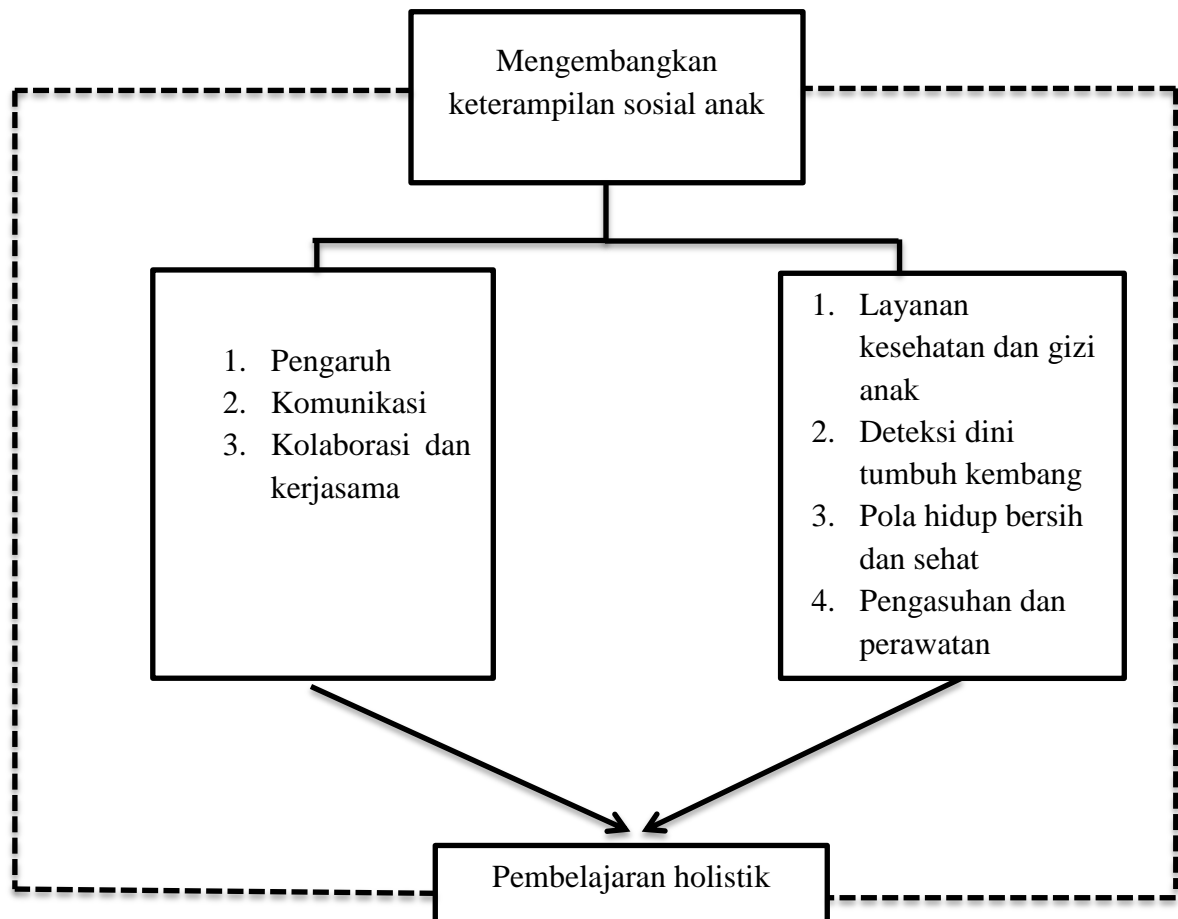 Mengembangkan
keterampilan sosial anak
1. Pengaruh
2. Komunikasi
3. Kolaborasi dan
kerjasama
1. Layanan
kesehatan dan gizi
anak
2. Deteksi dini
tumbuh kembang
3. Pola hidup bersih
dan sehat
4. Pengasuhan dan
perawatan
Pembelajaran holistik